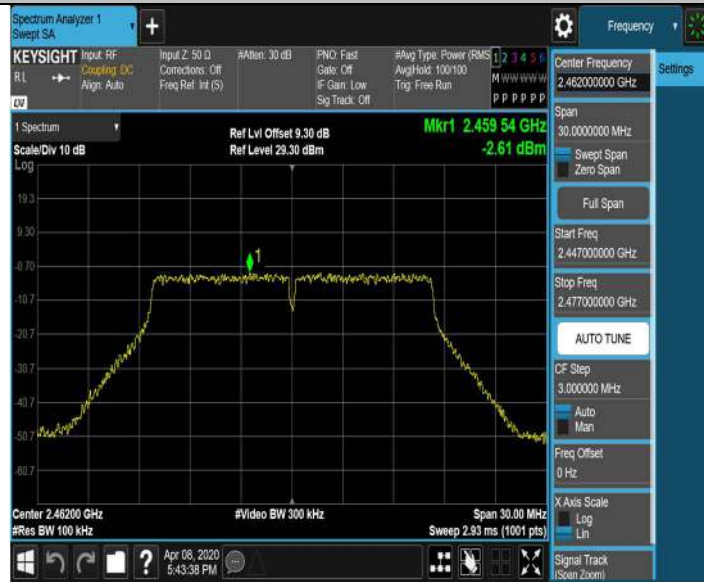 Spectrum Analyzer 1
Swept SA
+
Frequency
KEYSIGHT
RL
Input: RF
Coupling: DC
Align: Auto
Input Z: 50 Ω
Corrections: Off
Freq Ref: Int (S)
#Atten: 30 dB
PNO: Fast
Gate: Off
IF Gain: Low
Sig Track: Off
#Avg Type: Power (RMS
Avg|Hold: 100/100
Trig: Free Run
1 2 3 4 5 6
M W W W W W
P P P P P P
1 Spectrum
Scale/Div 10 dB
Log
Ref Lvl Offset 9.30 dB
Ref Level 29.30 dBm
Mkr1 2.459 54 GHz
-2.61 dBm
19.3
9.30
-0.70
-10.7
-20.7
-30.7
-40.7
-50.7
-60.7
1
Center 2.46200 GHz
#Res BW 100 kHz
#Video BW 300 kHz
Span 30.00 MHz
Sweep 2.93 ms (1001 pts)
?
Apr 08, 2020
5:43:38 PM
Center Frequency
2.462000000 GHz
Settings
Span
30.0000000 MHz
Swept Span
Zero Span
Full Span
Start Freq
2.447000000 GHz
Stop Freq
2.477000000 GHz
AUTO TUNE
CF Step
3.000000 MHz
Auto
Man
Freq Offset
0 Hz
X Axis Scale
Log
Lin
Signal Track
(Span Zoom)